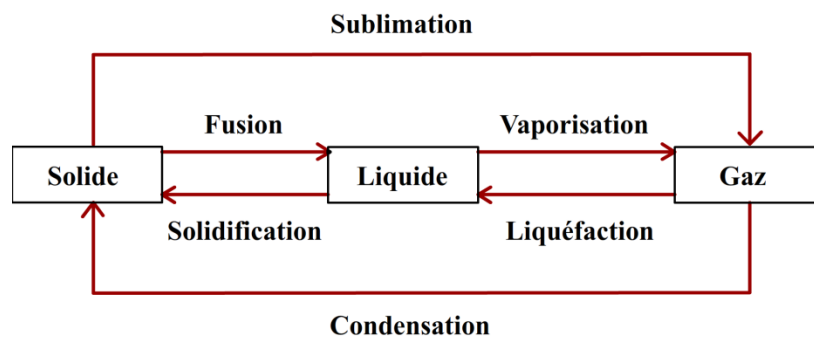 Sublimation
Fusion
Vaporisation
Solide
Liquide
Gaz
Solidification
Liquéfaction
Condensation